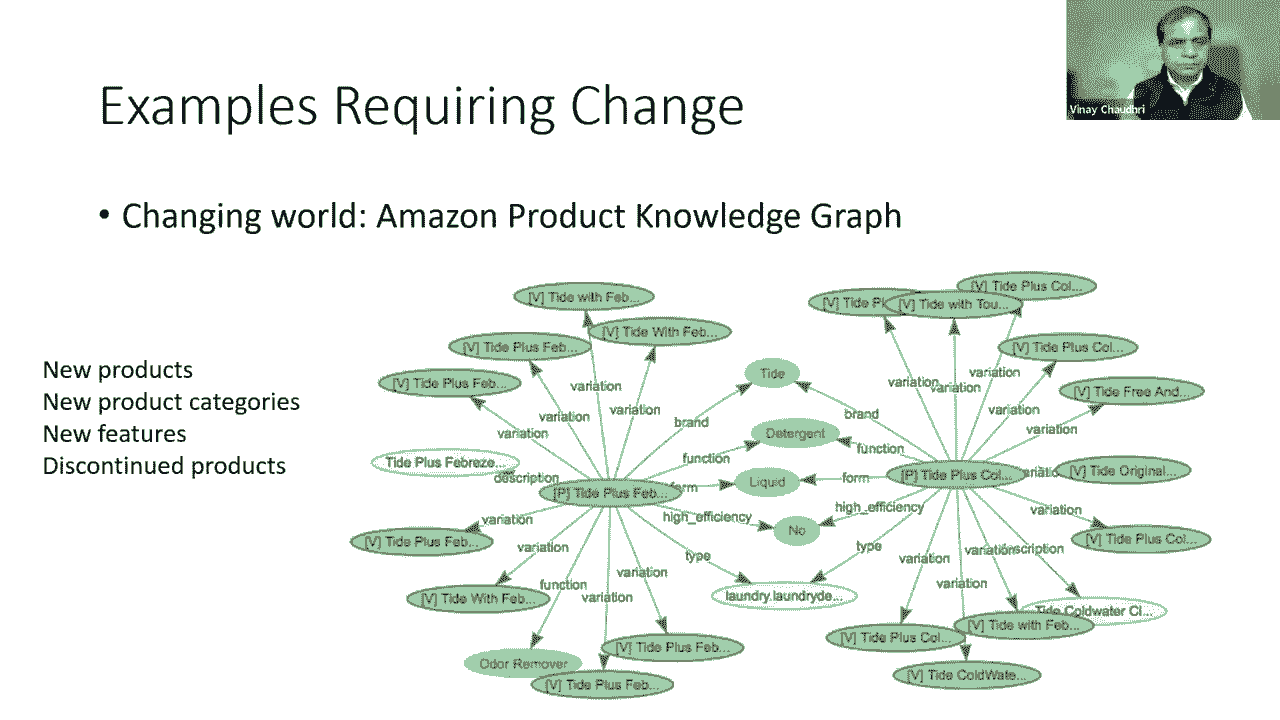 Vinay Chaudhri
Examples Requiring Change
• Changing world: Amazon Product Knowledge Graph
New products
New product categories
New features
Discontinued products
[V] Tide with Feb...
[V] Tide With Feb...
[V] Tide Plus Feb...
[V] Tide Plus Feb...
Tide Plus Febreze...
[P] Tide Plus Feb...
[V] Tide Plus Feb...
[V] Tide With Feb...
Odor Remover
[V] Tide Plus Feb...
[V] Tide Plus Feb...
variation
variation
variation
variation
description
variation
variation
function
variation
variation
brand
function
form
high_efficiency
type
Tide
Detergent
Liquid
No
laundry.laundryde...
brand
function
form
high_efficiency
type
[V] Tide
[V] Tide with Tou...
[V] Tide Plus Col...
[V] Tide Plus Col...
[V] Tide Free And...
[P] Tide Plus Col...
[V] Tide Original...
[V] Tide Plus Col...
Tide Coldwater Cl...
[V] Tide with Feb...
[V] Tide Plus Col...
[V] Tide ColdWate...
variation
variation
variation
variation
variation
variation
variation
variation
variation